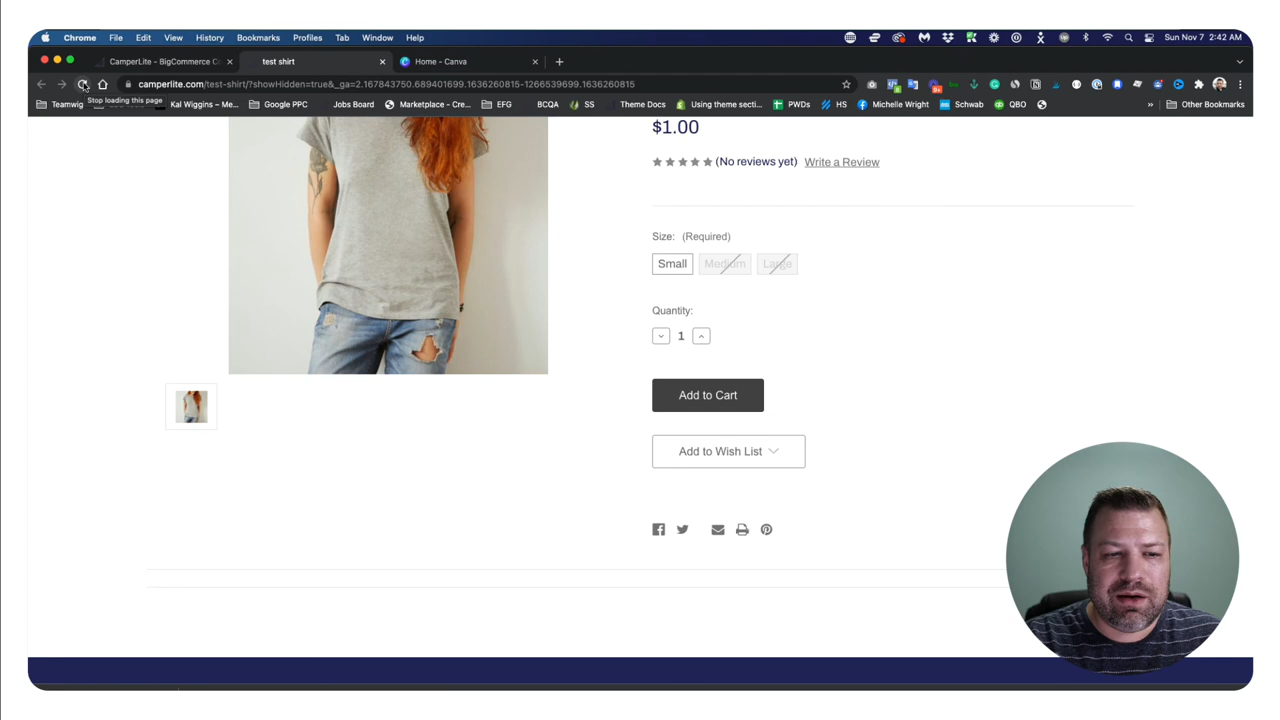 Chrome File Edit View History Bookmarks Profiles Tab Window Help Sun Nov 7 2:42 AM
CamperLite - BigCommerce Co test shirt Home - Canva
camperlite.com/test-shirt/?showHidden=true&_ga=2.167843750.689401699.1636260815-1266539699.1636260815
Stop loading this page
Teamwig Kal Wiggins – Me... Google PPC Jobs Board Marketplace - Cre... EFG BCQA SS Theme Docs Using theme secti... PWDs HS Michelle Wright Schwab QBO » Other Bookmarks
$1.00
(No reviews yet) Write a Review
Size: (Required)
Small Medium Large
Quantity:
1
Add to Cart
Add to Wish List